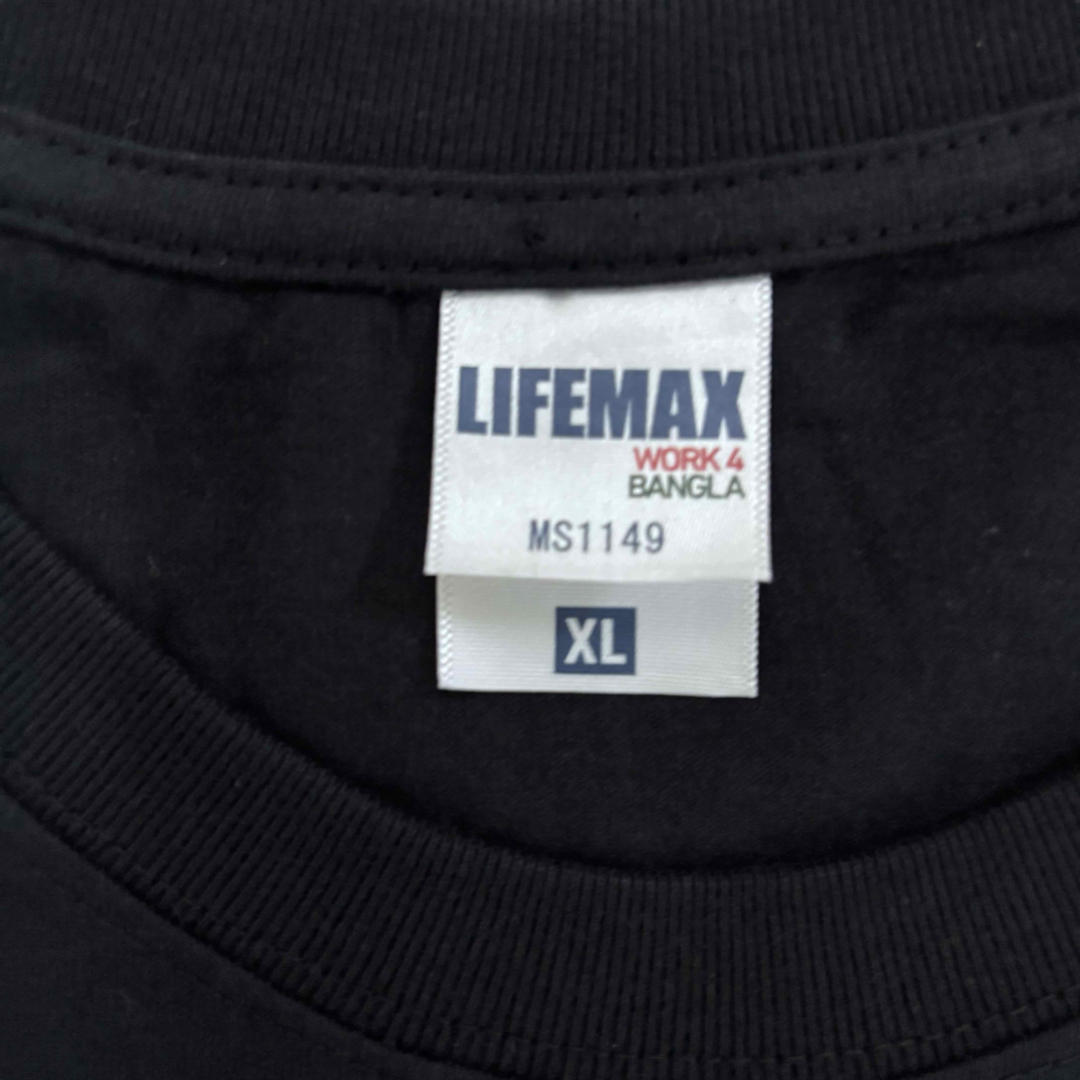 LIFEMAX
WORK 4
BANGLA
MS1149
XL